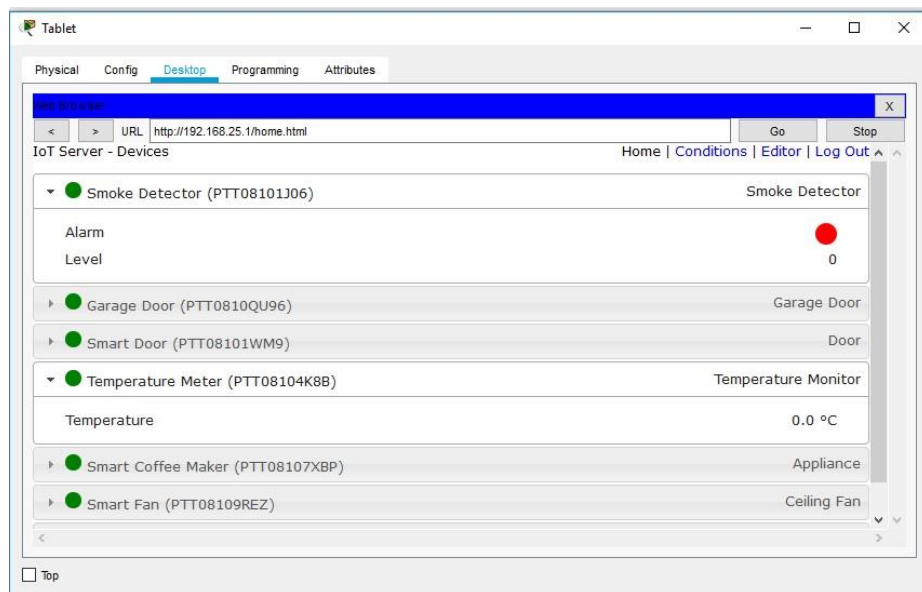 Tablet
Physical Config Desktop Programming Attributes
Web Browser X
< > URL http://192.168.25.1/home.html Go Stop
IoT Server - Devices Home | Conditions | Editor | Log Out
Smoke Detector (PTT08101J06) Smoke Detector
Alarm
Level 0
Garage Door (PTT0810QU96) Garage Door
Smart Door (PTT08101WM9) Door
Temperature Meter (PTT08104K8B) Temperature Monitor
Temperature 0.0 °C
Smart Coffee Maker (PTT08107XBP) Appliance
Smart Fan (PTT08109REZ) Ceiling Fan
Top